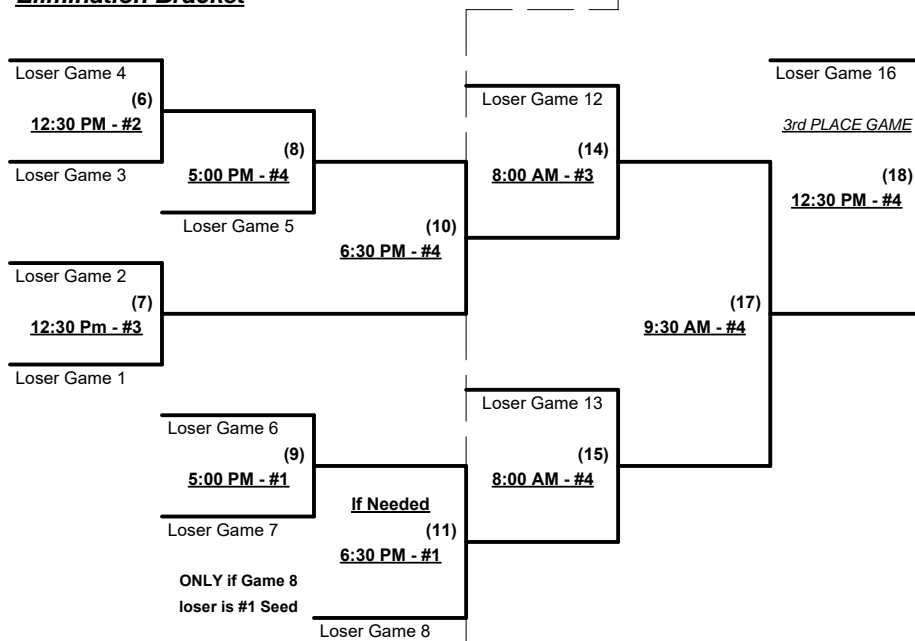 Elimination Bracket
Loser Game 4
(6)
12:30 PM - #2
Loser Game 3
(8)
5:00 PM - #4
Loser Game 5
(10)
6:30 PM - #4
Loser Game 2
(7)
12:30 Pm - #3
Loser Game 1
Loser Game 6
(9)
5:00 PM - #1
Loser Game 7
If Needed
(11)
6:30 PM - #1
ONLY if Game 8
loser is #1 Seed
Loser Game 8
Loser Game 12
(14)
8:00 AM - #3
Loser Game 13
(15)
8:00 AM - #4
(17)
9:30 AM - #4
Loser Game 16
3rd PLACE GAME
(18)
12:30 PM - #4